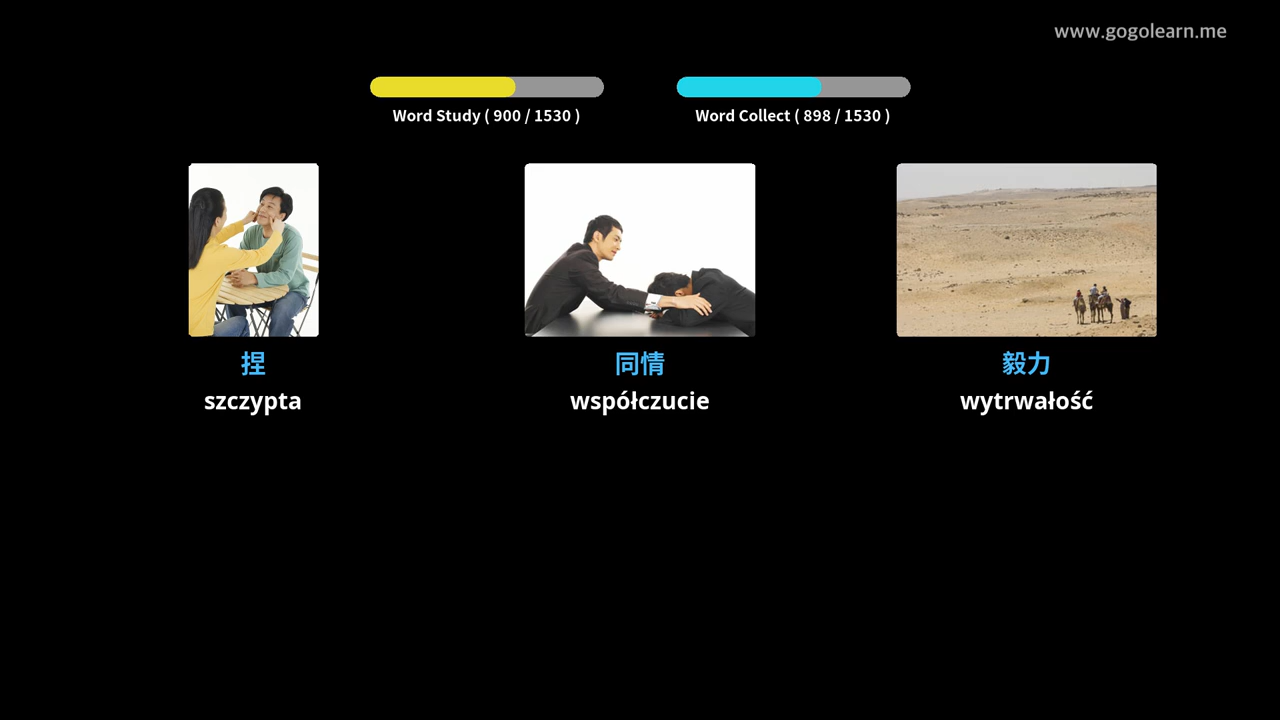 www.gogolearn.me
Word Study ( 900 / 1530 )
Word Collect ( 898 / 1530 )
捏
szczypta
同情
współczucie
毅力
wytrwałość